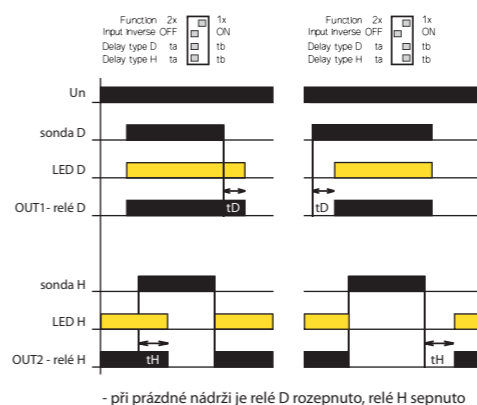 Function 2x 1x
Input Inverse OFF ON
Delay type D ta tb
Delay type H ta tb
Function 2x 1x
Input Inverse OFF ON
Delay type D ta tb
Delay type H ta tb
Un
sonda D
LED D
OUT1- relé D
tD
tD
sonda H
LED H
OUT2 - relé H
tH
tH
- při prázdné nádrži je relé D rozepnuto, relé H sepnuto